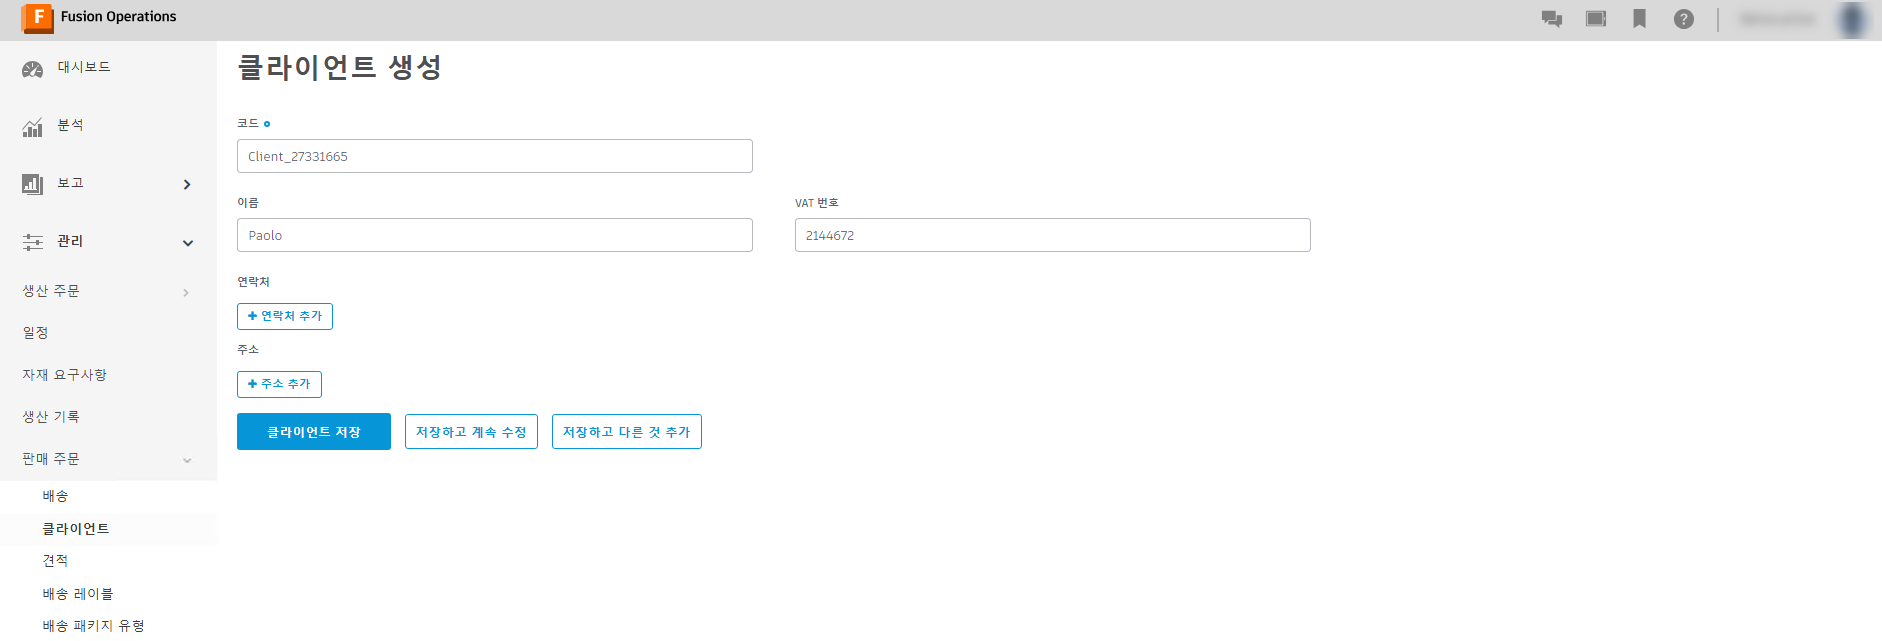 F Fusion Operations
?
대시보드
분석
보고
관리
생산 주문
일정
자재 요구사항
생산 기록
판매 주문
배송
클라이언트
견적
배송 레이블
배송 패키지 유형
클라이언트 생성
코드
Client_27331665
이름
VAT 번호
Paolo
2144672
연락처
+ 연락처 추가
주소
+ 주소 추가
클라이언트 저장 저장하고 계속 수정 저장하고 다른 것 추가